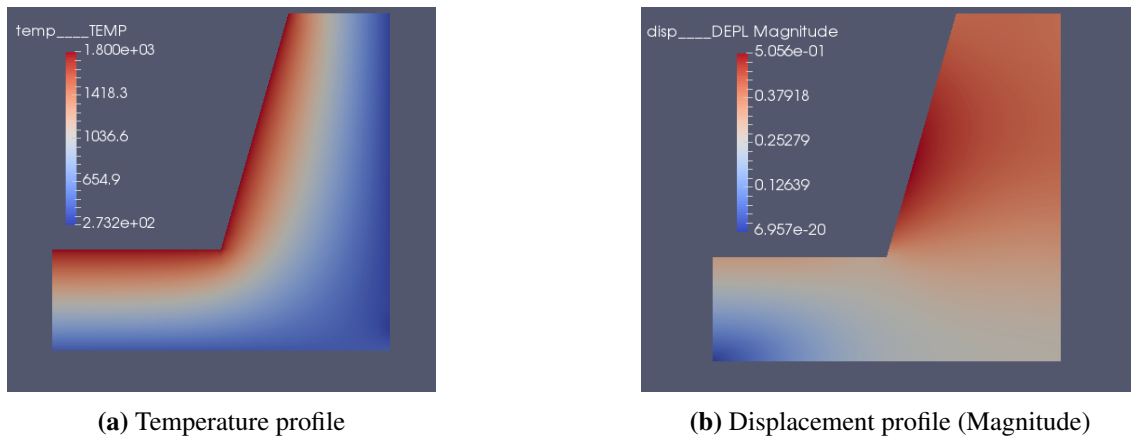 temp____TEMP
1.800e+03
1418.3
1036.6
654.9
2.732e+02
disp____DEPL Magnitude
5.056e-01
0.37918
0.25279
0.12639
6.957e-20
(a) Temperature profile
(b) Displacement profile (Magnitude)